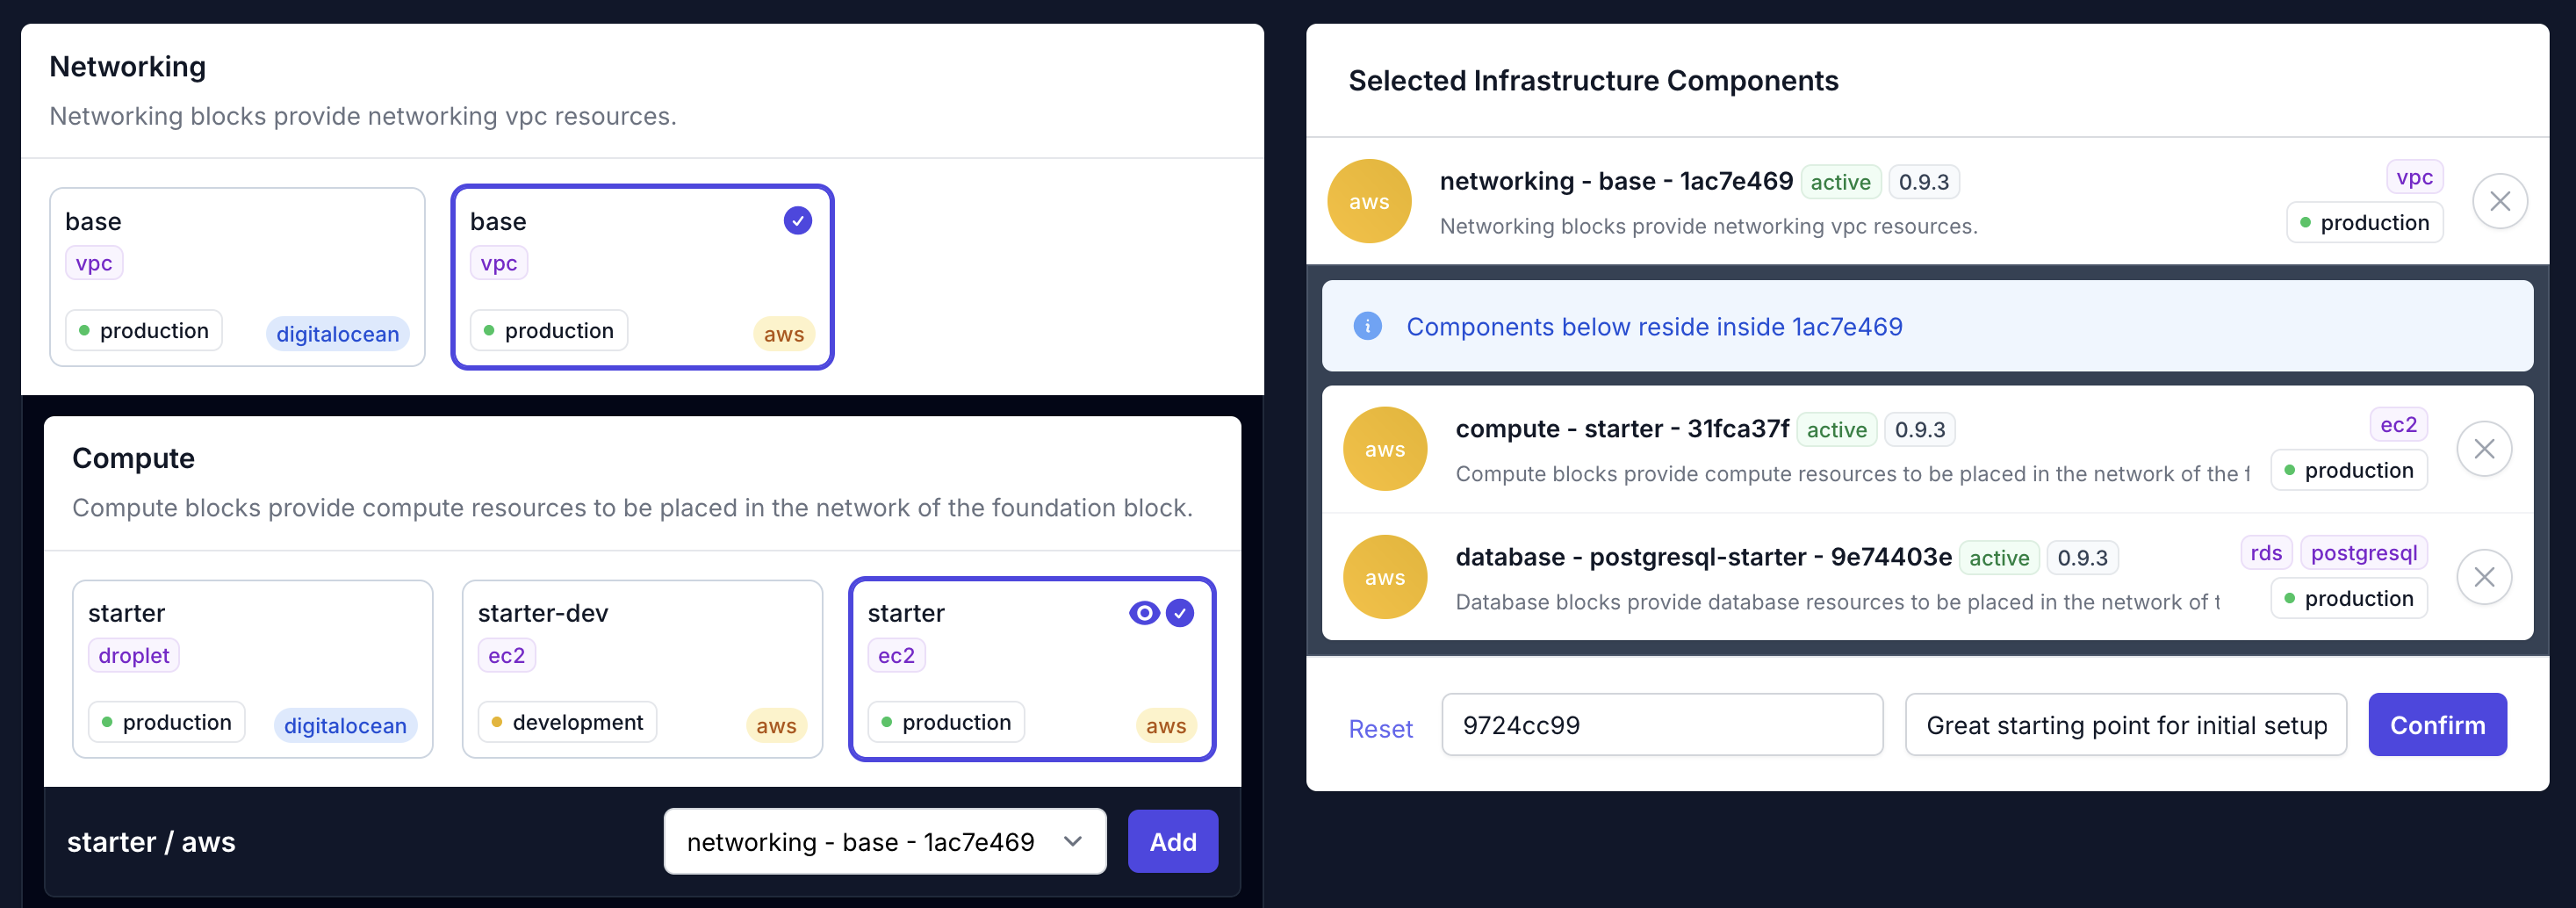 Networking
Networking blocks provide networking vpc resources.
base
vpc
production
digitalocean
base
vpc
production
aws
Compute
Compute blocks provide compute resources to be placed in the network of the foundation block.
starter
droplet
production
digitalocean
starter-dev
ec2
development
aws
starter
ec2
production
aws
starter / aws
networking - base - 1ac7e469
Add
Selected Infrastructure Components
aws
networking - base - 1ac7e469 active 0.9.3
Networking blocks provide networking vpc resources.
vpc
production
Components below reside inside 1ac7e469
aws
compute - starter - 31fca37f active 0.9.3
Compute blocks provide compute resources to be placed in the network of the f
ec2
production
aws
database - postgresql-starter - 9e74403e active 0.9.3
Database blocks provide database resources to be placed in the network of t
rds postgresql
production
Reset
9724cc99
Great starting point for initial setup
Confirm